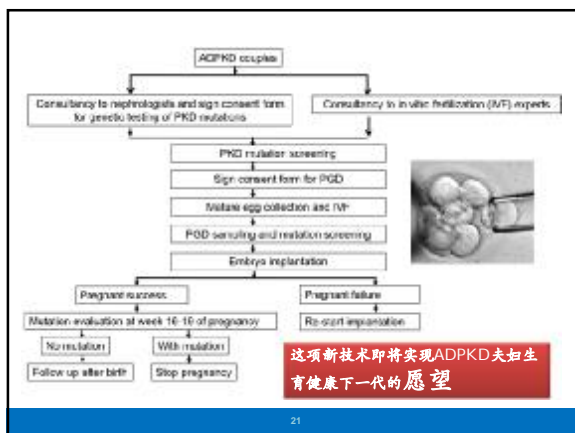 ADPKD couples
Consultancy to nephrologists and sign consent form
for genetic testing of PKD mutations
Consultancy to in vitro fertilization (IVF) experts
PKD mutation screening
Sign consent form for PGD
Mature egg collection and IVF
PGD sampling and mutation screening
Embryo implantation
Pregnant success
Pregnant failure
Mutation evaluation at week 16-19 of pregnancy
Re-start implantation
No mutation
With mutation
Follow up after birth
Stop pregnancy
这项新技术即将实现ADPKD夫妇生
育健康下一代的愿望
21